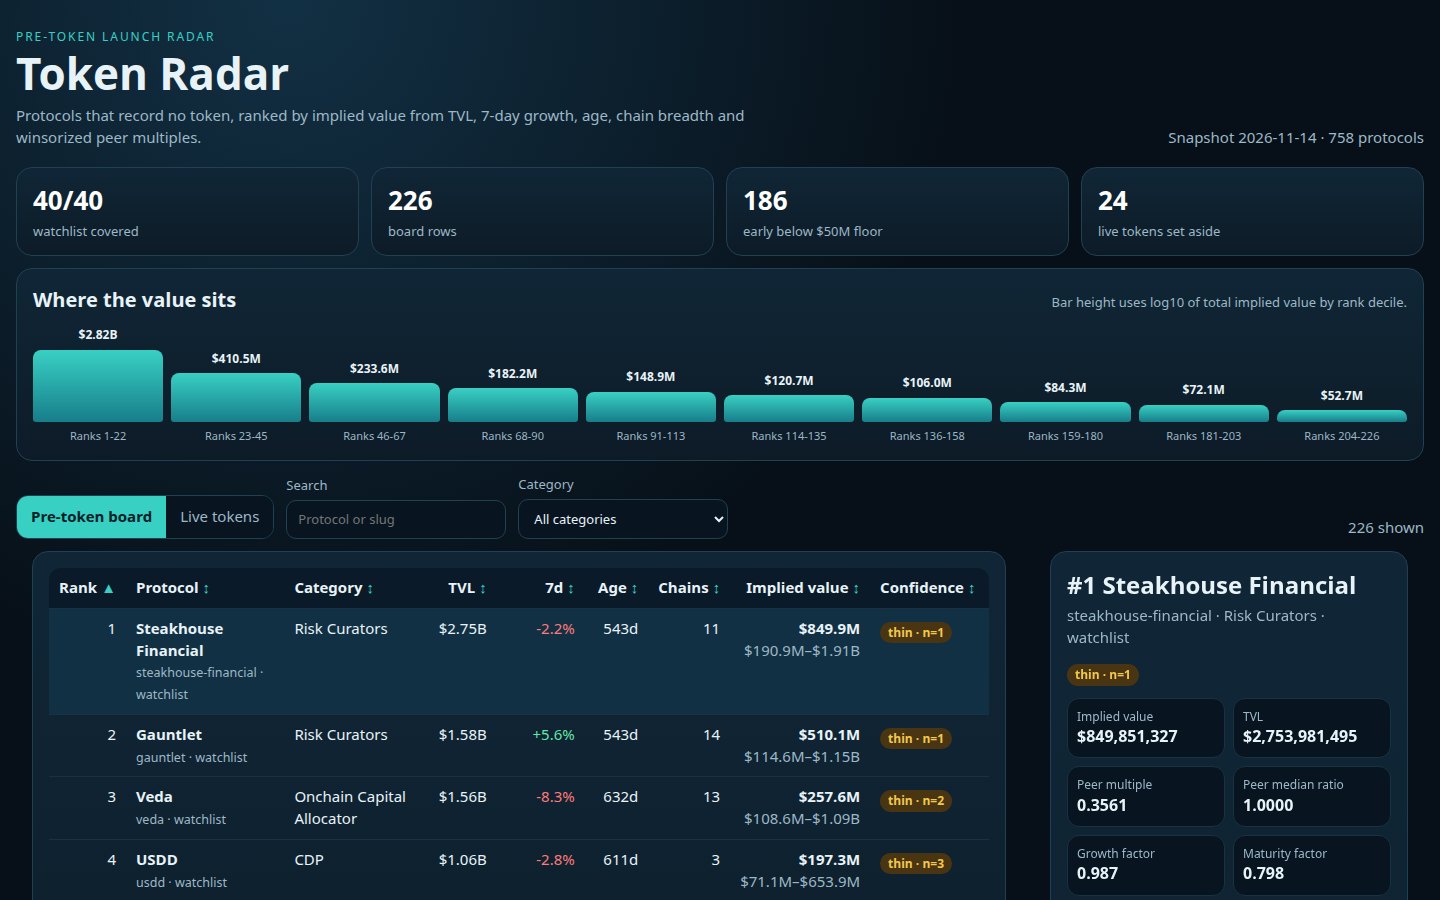 PRE-TOKEN LAUNCH RADAR
Token Radar
Protocols that record no token, ranked by implied value from TVL, 7-day growth, age, chain breadth and
winsorized peer multiples.
Snapshot 2026-11-14 · 758 protocols
40/40
watchlist covered
226
board rows
186
early below $50M floor
24
live tokens set aside
Where the value sits
Bar height uses log10 of total implied value by rank decile.
$2.82B
$410.5M
$233.6M
$182.2M
$148.9M
$120.7M
$106.0M
$84.3M
$72.1M
$52.7M
Ranks 1-22
Ranks 23-45
Ranks 46-67
Ranks 68-90
Ranks 91-113
Ranks 114-135
Ranks 136-158
Ranks 159-180
Ranks 181-203
Ranks 204-226
Pre-token board
Live tokens
Search
Protocol or slug
Category
All categories
226 shown
Rank ▲ Protocol ↕ Category ↕ TVL ↕ 7d ↕ Age ↕ Chains ↕ Implied value ↕ Confidence ↕
1 Steakhouse Risk Curators $2.75B -2.2% 543d 11 $849.9M thin · n=1
Financial $190.9M–$1.91B
steakhouse-financial ·
watchlist
2 Gauntlet Risk Curators $1.58B +5.6% 543d 14 $510.1M thin · n=1
gauntlet · watchlist $114.6M–$1.15B
3 Veda Onchain Capital $1.56B -8.3% 632d 13 $257.6M thin · n=2
veda · watchlist Allocator $108.6M–$1.09B
4 USDD CDP $1.06B -2.8% 611d 3 $197.3M thin · n=3
usdd · watchlist $71.1M–$653.9M
#1 Steakhouse Financial
steakhouse-financial · Risk Curators ·
watchlist
thin · n=1
Implied value
$849,851,327
TVL
$2,753,981,495
Peer multiple
0.3561
Peer median ratio
1.0000
Growth factor
0.987
Maturity factor
0.798